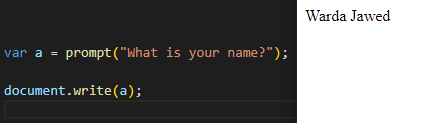 Warda Jawed
var a = prompt("What is your name?");
document.write(a);